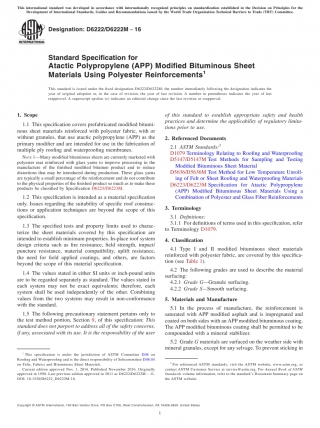 This international standard was developed in accordance with internationally recognized principles on standardization established in the Decision on Principles for the
Development of International Standards, Guides and Recommendations issued by the World Trade Organization Technical Barriers to Trade (TBT) Committee.
Designation: D6222/D6222M – 16
INTERNATIONAL
Standard Specification for
Atactic Polypropylene (APP) Modified Bituminous Sheet
Materials Using Polyester Reinforcements1
This standard is issued under the fixed designation D6222/D6222M; the number immediately following the designation indicates the
year of original adoption or, in the case of revision, the year of last revision. A number in parentheses indicates the year of last
reapproval. A superscript epsilon (´) indicates an editorial change since the last revision or reapproval.
1. Scope
1.1 This specification covers prefabricated modified bitumi-
nous sheet materials reinforced with polyester fabric, with or
without granules, that use atactic polypropylene (APP) as the
primary modifier and are intended for use in the fabrication of
multiple ply roofing and waterproofing membranes.
NOTE 1—Many modified bituminous sheets are currently marketed with
polyester mat reinforced with glass yarns to improve processing in the
manufacture of the finished modified bitumen product and to reduce
distortions that may be introduced during production. These glass yarns
are typically a small percentage of the reinforcement and do not contribute
to the physical properties of the finished product so much as to make these
products be classified by Specification D6223/D6223M.
1.2 This specification is intended as a material specification
only. Issues regarding the suitability of specific roof construc-
tions or application techniques are beyond the scope of this
specification.
1.3 The specified tests and property limits used to charac-
terize the sheet materials covered by this specification are
intended to establish minimum properties. In-place roof system
design criteria such as fire resistance, field strength, impact/
puncture resistance, material compatibility, uplift resistance,
the need for field applied coatings, and others, are factors
beyond the scope of this material specification.
1.4 The values stated in either SI units or inch-pound units
are to be regarded separately as standard. The values stated in
each system may not be exact equivalents; therefore, each
system shall be used independently of the other. Combining
values from the two systems may result in non-conformance
with the standard.
1.5 The following precautionary statement pertains only to
the test method portion, Section 9, of this specification: This
standard does not purport to address all of the safety concerns,
if any, associated with its use. It is the responsibility of the user
1 This specification is under the jurisdiction of ASTM Committee D08 on
Roofing and Waterproofing and is the direct responsibility of Subcommittee D08.04
on Felts, Fabrics and Bituminous Sheet Materials.
Current edition approved Nov. 1, 2016. Published November 2016. Originally
approved in 1998. Last previous edition approved in 2011 as D6222/D6222M – 11.
DOI: 10.1520/D6222_D6222M-16.
of this standard to establish appropriate safety and health
practices and determine the applicability of regulatory limita-
tions prior to use.
2. Referenced Documents
2.1 ASTM Standards:2
D1079 Terminology Relating to Roofing and Waterproofing
D5147/D5147M Test Methods for Sampling and Testing
Modified Bituminous Sheet Material
D5636/D5636M Test Method for Low Temperature Unroll-
ing of Felt or Sheet Roofing and Waterproofing Materials
D6223/D6223M Specification for Atactic Polypropylene
(APP) Modified Bituminous Sheet Materials Using a
Combination of Polyester and Glass Fiber Reinforcements
3. Terminology
3.1 Definitions:
3.1.1 For definitions of terms used in this specification, refer
to Terminology D1079.
4. Classification
4.1 Type I and II modified bituminous sheet materials
reinforced with polyester fabric, are covered by this specifica-
tion (see Table 1).
4.2 The following grades are used to describe the material
surfacing:
4.2.1 Grade G—Granule surfacing.
4.2.2 Grade S—Smooth surfacing.
5. Materials and Manufacture
5.1 In the process of manufacture, the reinforcement is
saturated with APP modified asphalt and is impregnated and
coated on both sides with an APP modified bituminous coating.
The APP modified bituminous coating shall be permitted to be
compounded with a mineral stabilizer.
5.2 Grade G materials are surfaced on the weather side with
mineral granules, except for any selvage. To prevent sticking in
2 For referenced ASTM standards, visit the ASTM website, www.astm.org, or
contact ASTM Customer Service at service@astm.org. For Annual Book of ASTM
Standards volume information, refer to the standard's Document Summary page on
the ASTM website.
Copyright © ASTM International, 100 Barr Harbor Drive, PO Box C700, West Conshohocken, PA 19428-2959. United States
1